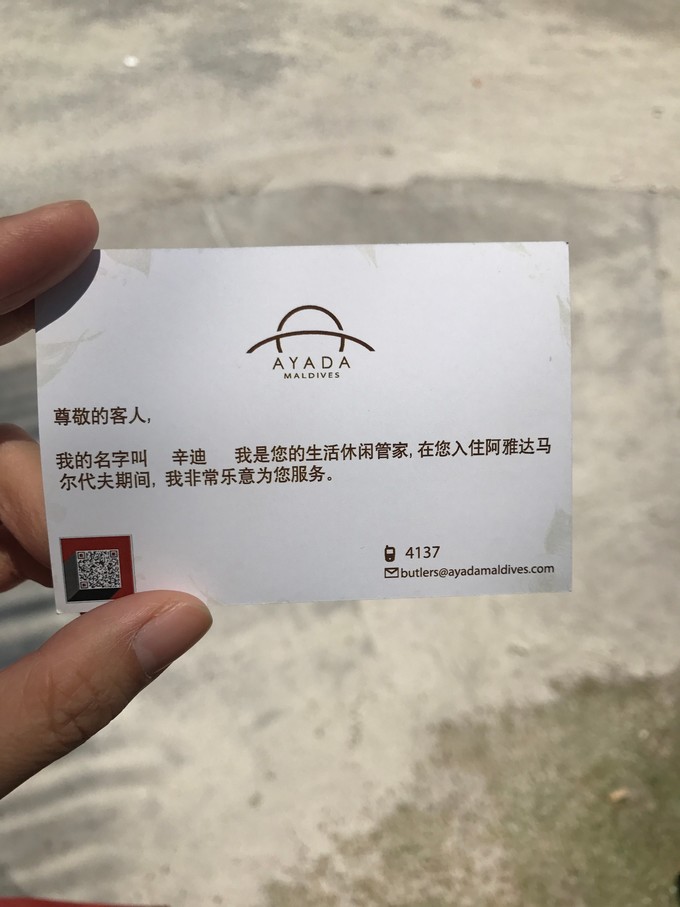 AYADA
MALDIVES
尊敬的客人,
我的名字叫 辛迪 我是您的生活休闲管家, 在您入住阿雅达马
尔代夫期间, 我非常乐意为您服务。
4137
butlers@ayadamaldives.com